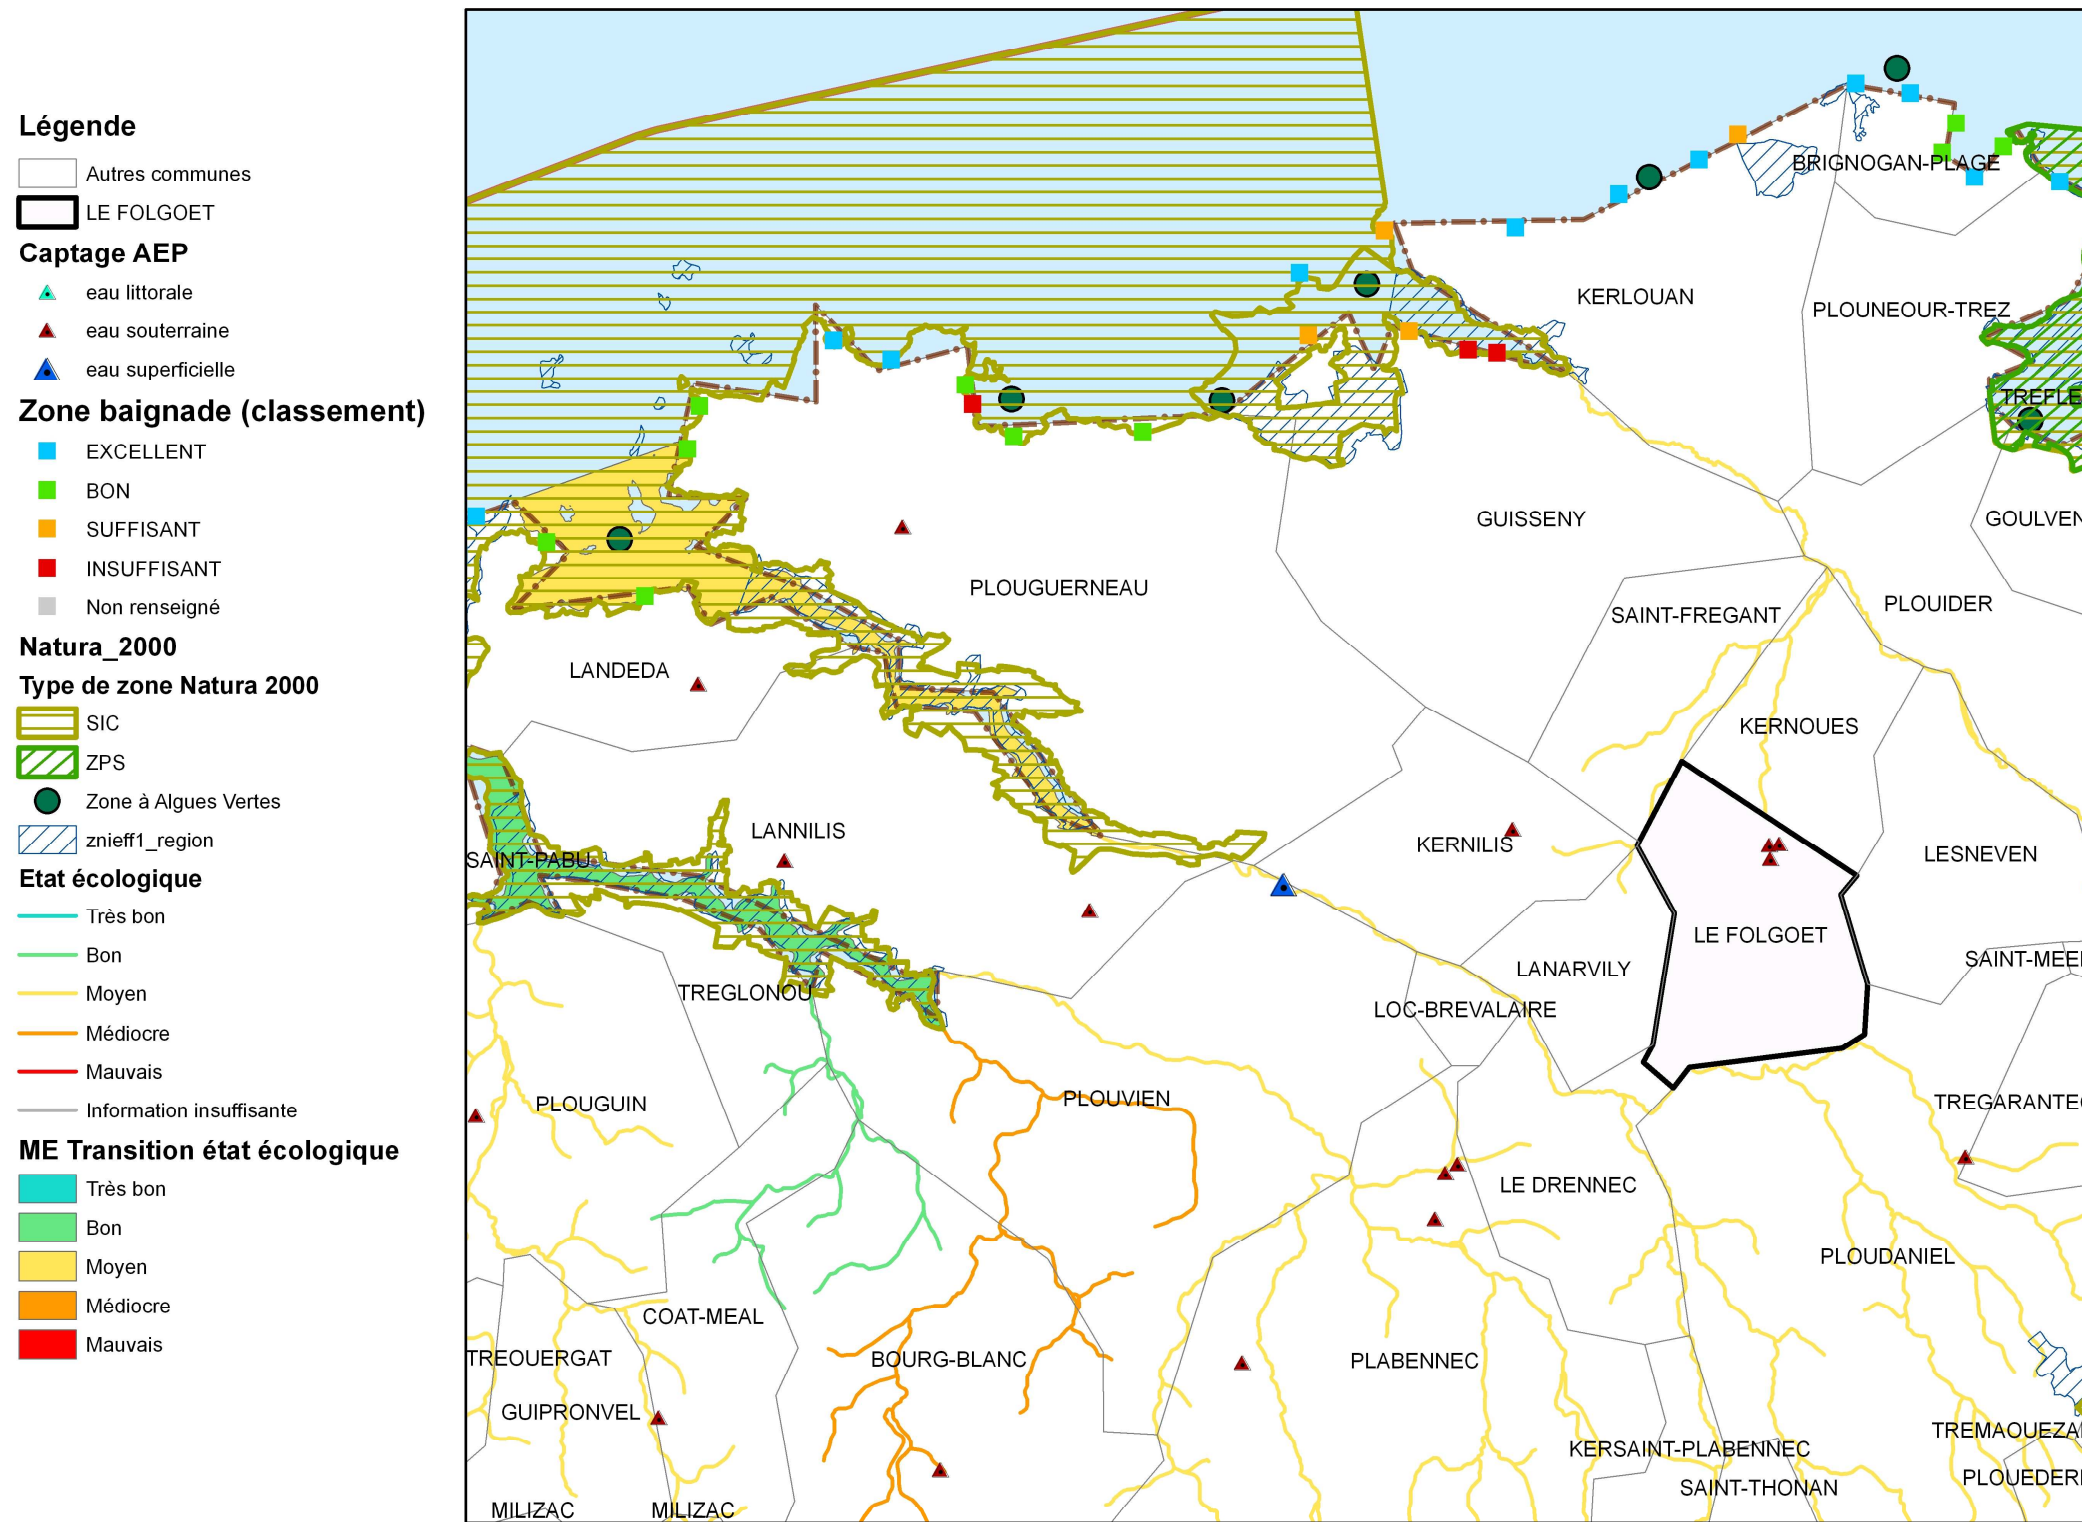 Légende
Autres communes
LE FOLGOET
Captage AEP
eau littorale
eau souterraine
eau superficielle
Zone baignade (classement)
EXCELLENT
BON
SUFFISANT
INSUFFISANT
Non renseigné
Natura_2000
Type de zone Natura 2000
SIC
ZPS
Zone à Algues Vertes
znieff1_region
Etat écologique
Très bon
Bon
Moyen
Médiocre
Mauvais
Information insuffisante
ME Transition état écologique
Très bon
Bon
Moyen
Médiocre
Mauvais
BRIGNOGAN-PLAGE
KERLOUAN
PLOUNEOUR-TREZ
TREFLE
GUISSENY
GOULVEN
PLOUGUERNEAU
SAINT-FREGANT
PLOUIDER
LANDEDA
KERNOUES
LANNILIS
KERNILIS
LESNEVEN
SAINT-PABU
LE FOLGOET
SAINT-MEE
LANARVILY
TREGLONOU
LOC-BREVALAIRE
PLOUGUIN
PLOUVIEN
TREGARANTEC
LE DRENNEC
PLOUDANIEL
COAT-MEAL
TREOUERGAT
BOURG-BLANC
PLABENNEC
GUIPRONVEL
TREMAOUEZA
KERSAINT-PLABENNEC
PLOUEDER
SAINT-THONAN
MILIZAC
MILIZAC